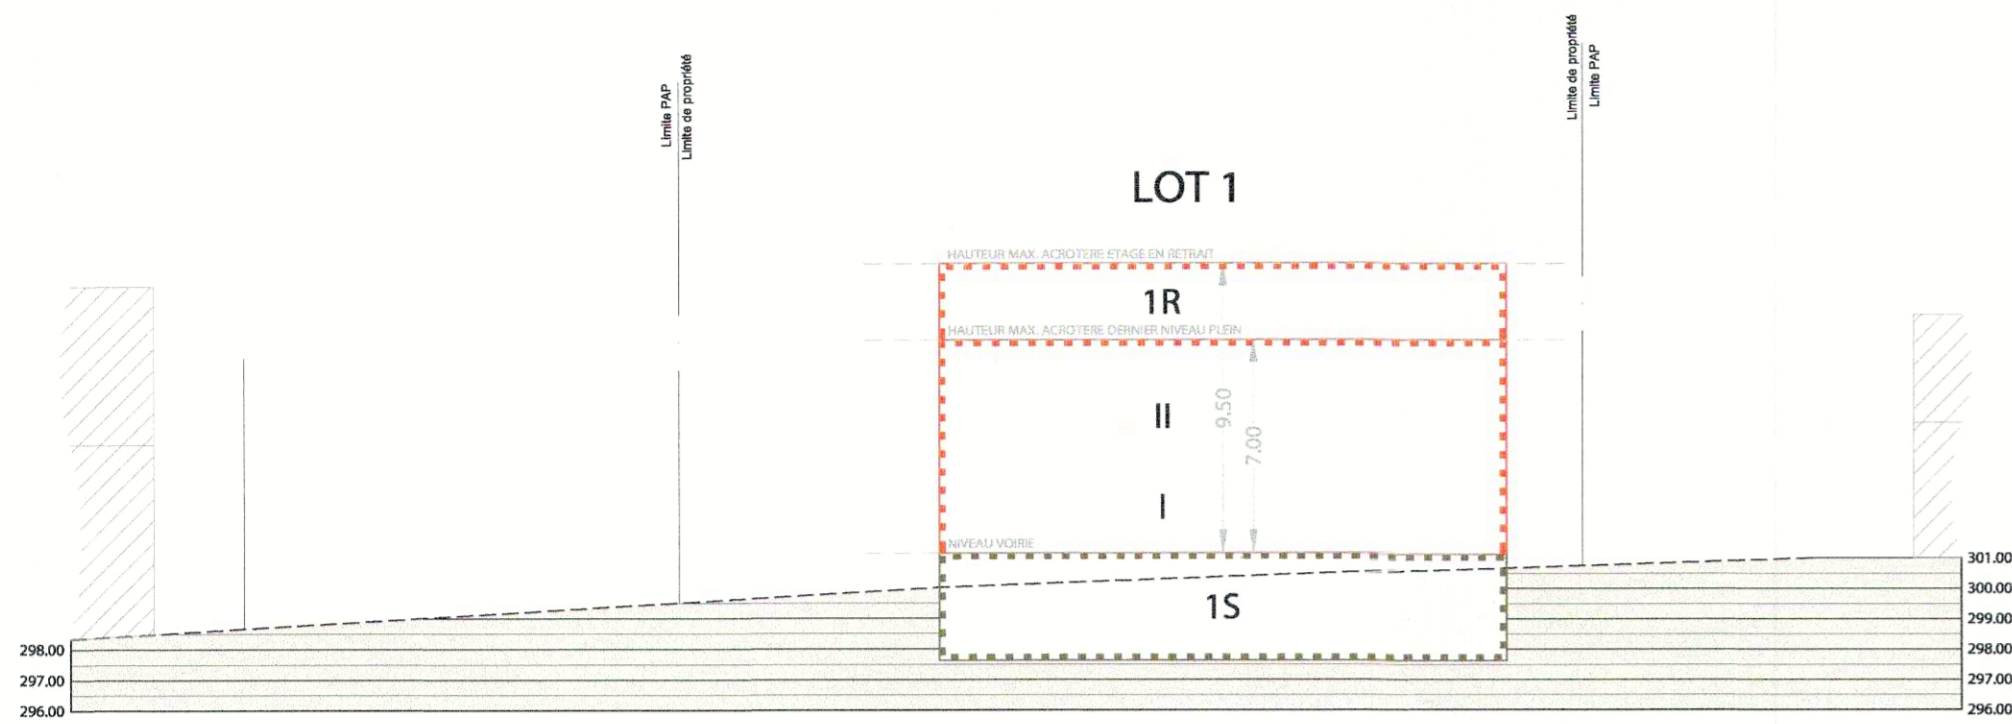 Limite PAP
Limite de propriété
Limite de propriété
Limite PAP
LOT 1
HAUTEUR MAX. ACROTERE ETAGE EN RETRAIT
1R
HAUTEUR MAX. ACROTERE DERNIER NIVEAU PLEIN
II
9.50
7.00
I
NIVEAU VOIRIE
1S
298.00
297.00
296.00
301.00
300.00
299.00
298.00
297.00
296.00